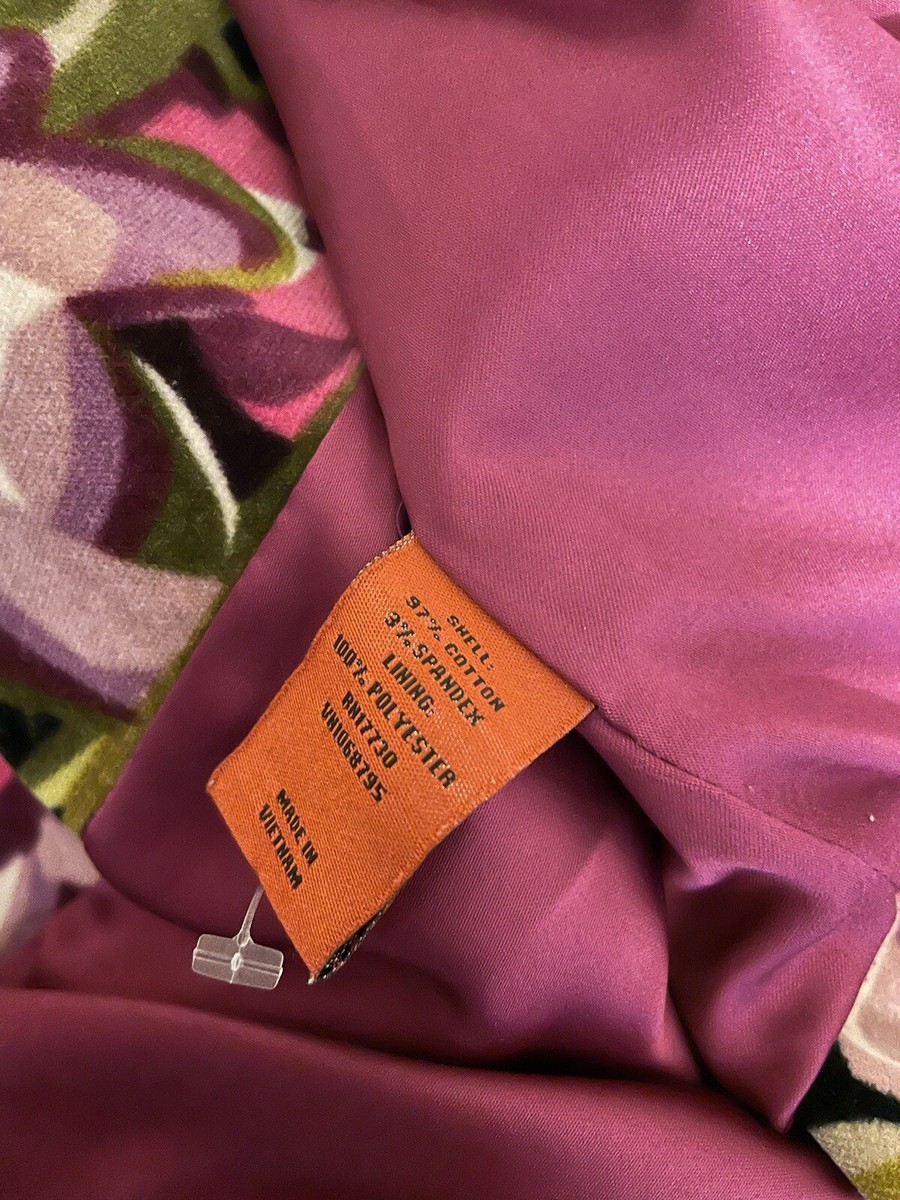 SHELL:
97% COTTON
3% SPANDEX
LINING:
100% POLYESTER
RN17730
VN1068795
MADE IN
VIETNAM